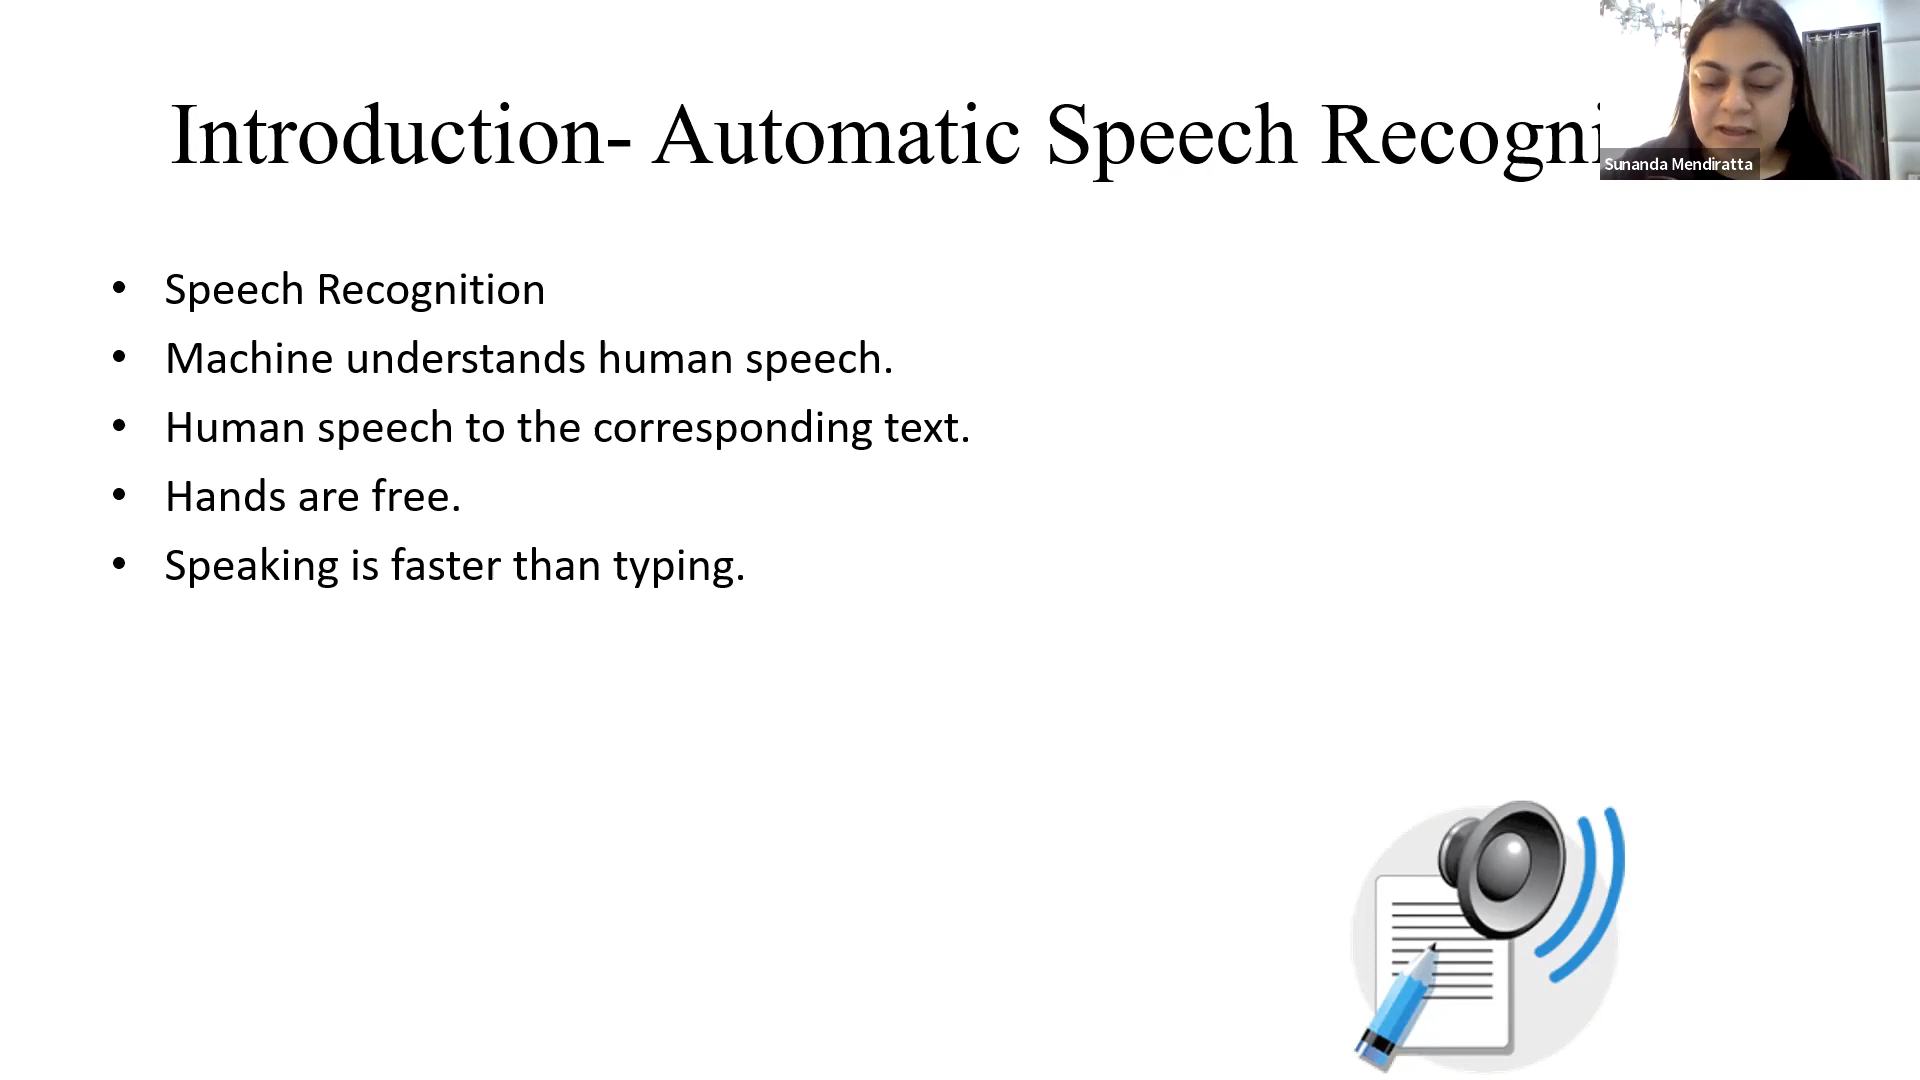 Introduction- Automatic Speech Recogni
Sunanda Mendiratta
• Speech Recognition
• Machine understands human speech.
• Human speech to the corresponding text.
• Hands are free.
• Speaking is faster than typing.